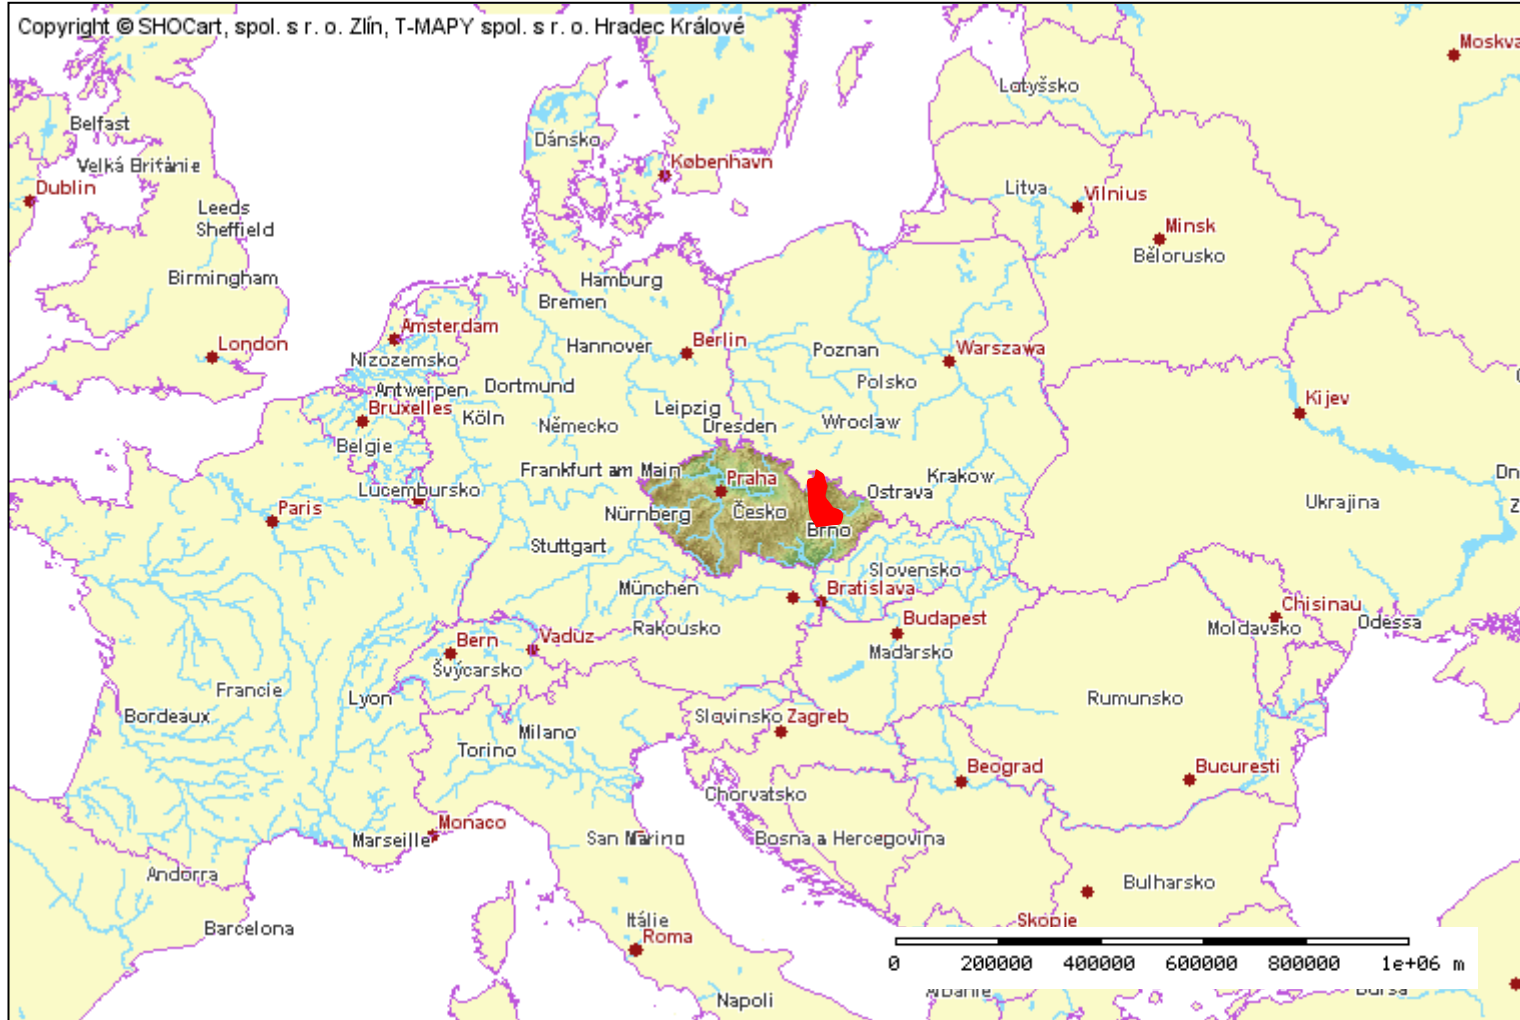 Copyright © SHOCart, spol. s r. o. Zlín, T-MAPY spol. s r. o. Hradec Králové
Moskva
Lotyšsko
Belfast
Dánsko
København
Velká Británie
Dublin
Litva
Vilnius
Leeds
Sheffield
Minsk
Bělorusko
Birmingham
Hamburg
Bremen
Amsterdam
London
Hannover
Berlin
Nizozemsko
Poznan
Warszawa
Antwerpen
Dortmund
Polsko
Bruxelles
Köln
Leipzig
Kijev
Německo
Dresden
Wroclaw
Belgie
Frankfurt am Main
Praha
Krakow
Dn
Lucembursko
Ostrava
Paris
Nürnberg
Česko
Ukrajina
Z
Brno
Stuttgart
Slovensko
München
Bratislava
Chisinau
Rakousko
Budapest
Moldavsko
Odessa
Bern
Vaduz
Maďarsko
Švýcarsko
Francie
Lyon
Rumunsko
Bordeaux
Slovinsko
Zagreb
Milano
Torino
Beograd
Bucuresti
Chorvatsko
Monaco
Marseille
San Marino
Bosna a Hercegovina
Andorra
Bulharsko
Barcelona
Itálie
Skopje
Roma
0 200000 400000 600000 800000 1e+06 m
Napoli
Albánie
Bursa